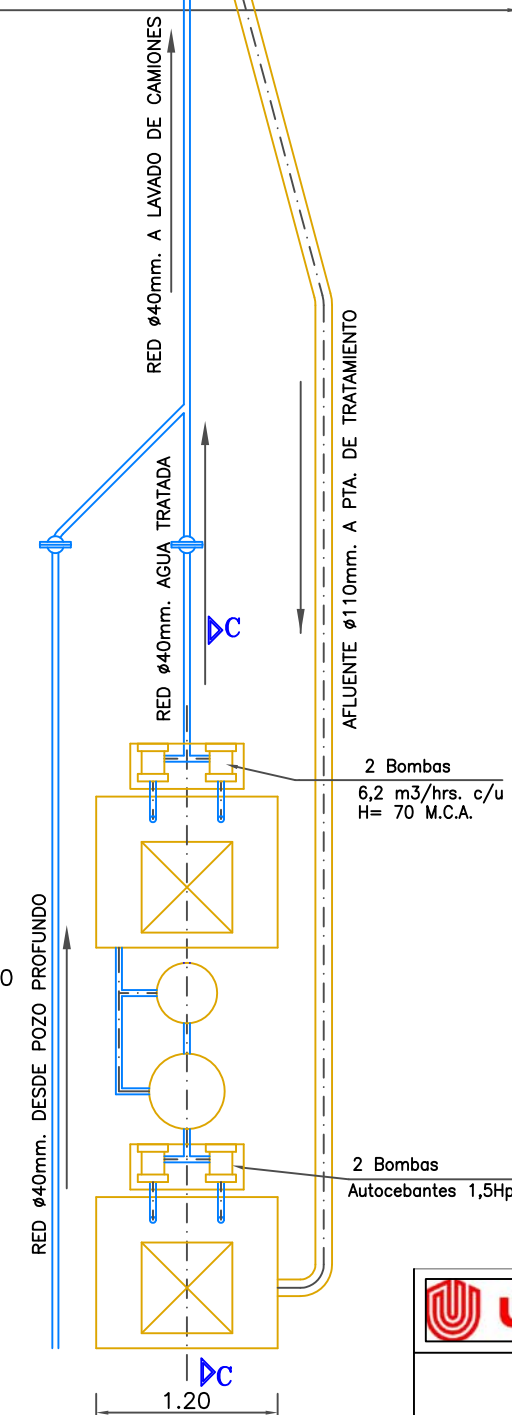 RED ø40mm. A LAVADO DE CAMIONES
AFLUENTE ø110mm. A PTA. DE TRATAMIENTO
RED ø40mm. AGUA TRATADA
C
2 Bombas
6,2 m3/hrs. c/u
H= 70 M.C.A.
RED ø40mm. DESDE POZO PROFUNDO
O
2 Bombas
Autocebantes 1,5Hp
C
1.20